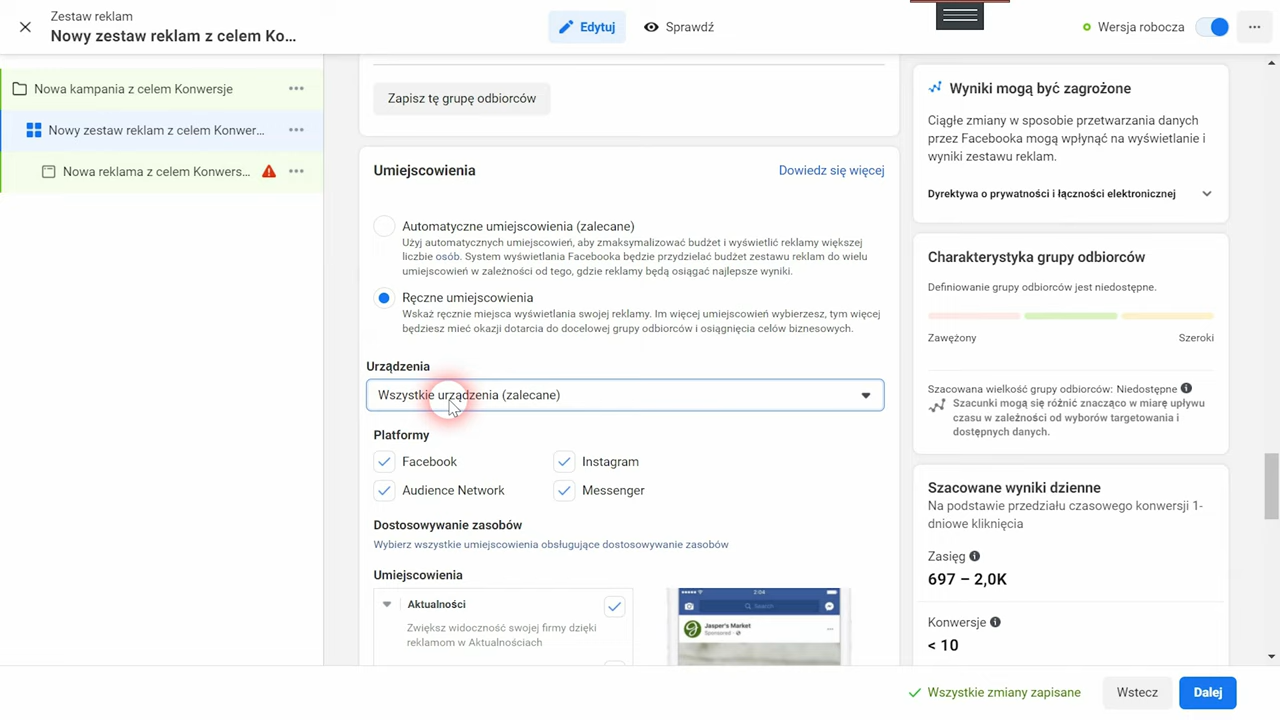 Zestaw reklam
Nowy zestaw reklam z celem Ko...
Edytuj
Sprawdź
Wersja robocza
Nowa kampania z celem Konwersje
Nowy zestaw reklam z celem Konwer...
Nowa reklama z celem Konwers...
Zapisz tę grupę odbiorców
Umiejscowienia
Dowiedz się więcej
Automatyczne umiejscowienia (zalecane)
Użyj automatycznych umiejscowień, aby zmaksymalizować budżet i wyświetlić reklamy większej
liczbie osób. System wyświetlania Facebooka będzie przydzielać budżet zestawu reklam do wielu
umiejscowień w zależności od tego, gdzie reklamy będą osiągać najlepsze wyniki.
Ręczne umiejscowienia
Wskaż ręcznie miejsca wyświetlania swojej reklamy. Im więcej umiejscowień wybierzesz, tym więcej
będziesz mieć okazji dotarcia do docelowej grupy odbiorców i osiągnięcia celów biznesowych.
Urządzenia
Wszystkie urządzenia (zalecane)
Platformy
Facebook
Instagram
Audience Network
Messenger
Dostosowywanie zasobów
Wybierz wszystkie umiejscowienia obsługujące dostosowywanie zasobów
Umiejscowienia
Aktualności
Zwiększ widoczność swojej firmy dzięki
reklamom w Aktualnościach
2:04
Search
Jasper's Market
Sponsored
Wyniki mogą być zagrożone
Ciągłe zmiany w sposobie przetwarzania danych
przez Facebooka mogą wpłynąć na wyświetlanie i
wyniki zestawu reklam.
Dyrektywa o prywatności i łączności elektronicznej
Charakterystyka grupy odbiorców
Definiowanie grupy odbiorców jest niedostępne.
Zawężony
Szeroki
Szacowana wielkość grupy odbiorców: Niedostępne
Szacunki mogą się różnić znacząco w miarę upływu
czasu w zależności od wyborów targetowania i
dostępnych danych.
Szacowane wyniki dzienne
Na podstawie przedziału czasowego konwersji 1-
dniowe kliknięcia
Zasięg
697 – 2,0K
Konwersje
< 10
Wszystkie zmiany zapisane
Wstecz
Dalej